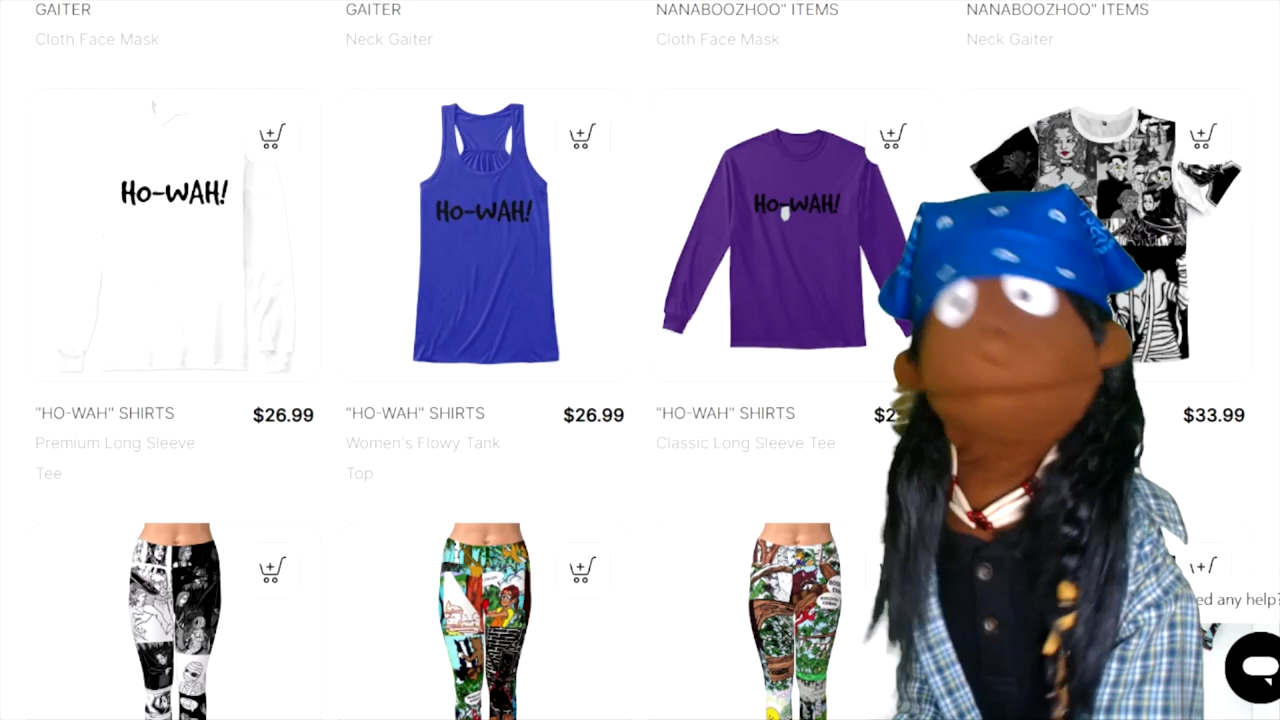 GAITER
Cloth Face Mask
GAITER
Neck Gaiter
NANABOOZHOO" ITEMS
Cloth Face Mask
NANABOOZHOO" ITEMS
Neck Gaiter
Ho-WAH!
Ho-WAH!
Ho-WAH!
"HO-WAH" SHIRTS
$26.99
Premium Long Sleeve
Tee
"HO-WAH" SHIRTS
$26.99
Women's Flowy Tank
Top
"HO-WAH" SHIRTS
Classic Long Sleeve Tee
$33.99
any help?